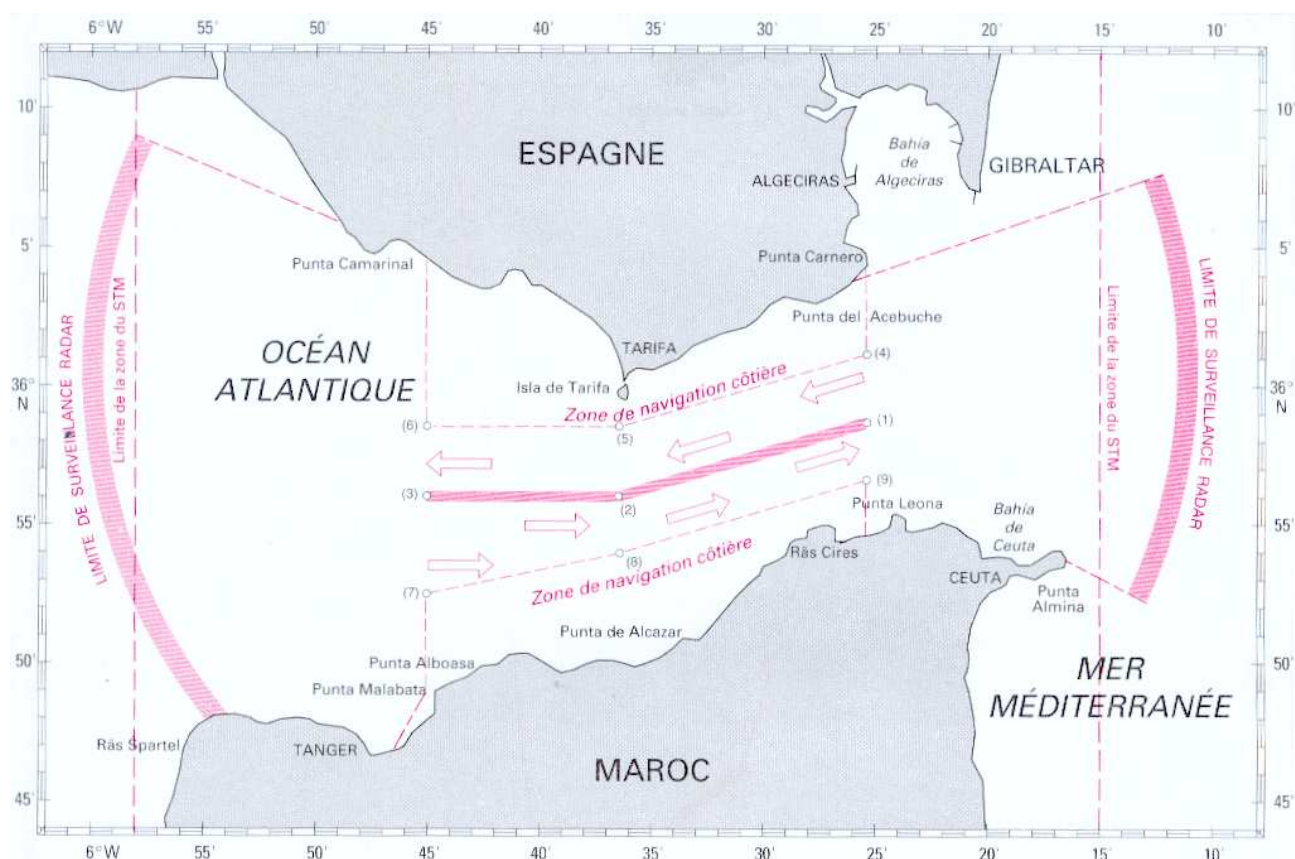 6°W 55' 50' 45' 40' 35' 30' 25' 20' 15' 10'
10' 10'
ESPAGNE
Bahía
de
Algeciras
GIBRALTAR
ALGECIRAS
5' 5'
Punta Camarinal
Punta Carnero
Punta del Acebuche
LIMITE DE SURVEILLANCE RADAR
Limite de la zone du STM
Limite de la zone du STM
LIMITE DE SURVEILLANCE RADAR
OCÉAN
ATLANTIQUE
TARIFA
(4)
36°
N
36°
N
Isla de Tarifa
Zone de navigation côtière
(6)
(5)
(1)
(3)
(2)
(9)
Punta Leona
55' 55'
Bahía
de
Ceuta
(8)
Râs Cires
(7)
Zone de navigation côtière
CEUTA
Punta
Almina
Punta de Alcazar
50' 50'
Punta Alboasa
Punta Malabata
MER
MÉDITERRANÉE
Râs Spartel
TANGER
MAROC
45' 45'
6°W 55' 50' 45' 40' 35' 30' 25' 20' 15' 10'